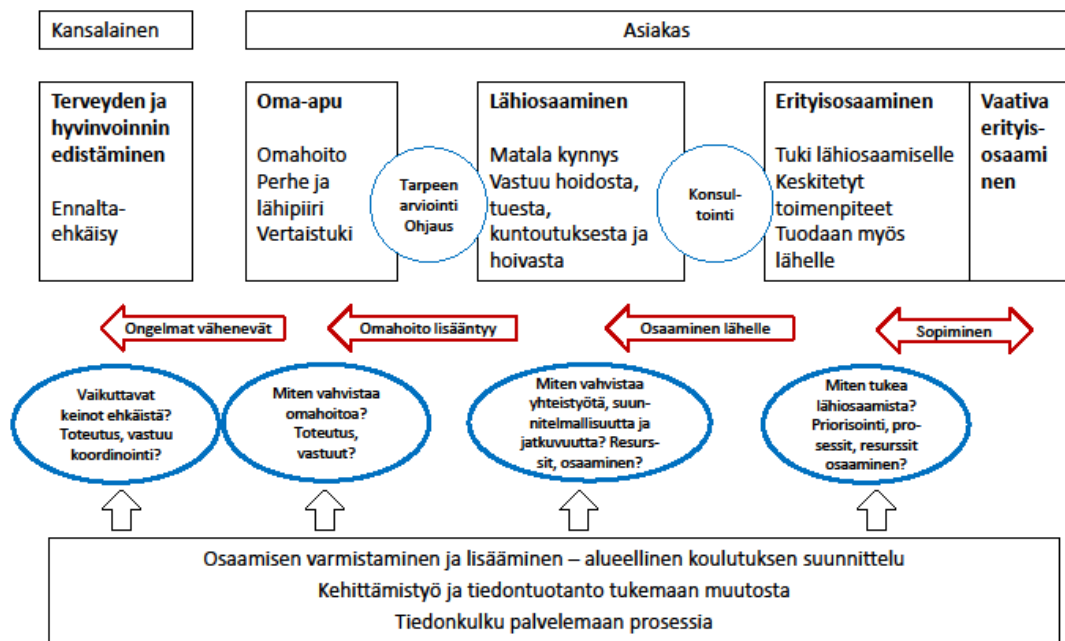 Kansalainen
Asiakas
Terveyden ja
hyvinvoinnin
edistäminen
Ennalta-
ehkäisy
Oma-apu
Omahoito
Perhe ja
lähipiiri
Vertaistuki
Tarpeen
arviointi
Ohjaus
Lähiosaaminen
Matala kynnys
Vastuu hoidosta,
tuesta,
kuntoutuksesta ja
hoivasta
Konsul-
tointi
Erityisosaaminen
Tuki lähiosaamiselle
Keskitetyt
toimenpiteet
Tuodaan myös
lähelle
Vaativa
erityis-
osaami
nen
Ongelmat vähenevät
Omahoito lisääntyy
Osaaminen lähelle
Sopiminen
Vaikuttavat
keinot ehkäistä?
Toteutus, vastuu
koordinointi?
Miten vahvistaa
omahoitoa?
Toteutus,
vastuut?
Miten vahvistaa
yhteistyötä, suun-
nitelmallisuutta ja
jatkuvuutta? Resurs-
sit, osaaminen?
Miten tukea
lähiosaamista?
Priorisointi, pro-
sessit, resurssit
osaaminen?
Osaamisen varmistaminen ja lisääminen – alueellinen koulutuksen suunnittelu
Kehittämistyö ja tiedontuotanto tukemaan muutosta
Tiedonkulku palvelemaan prosessia